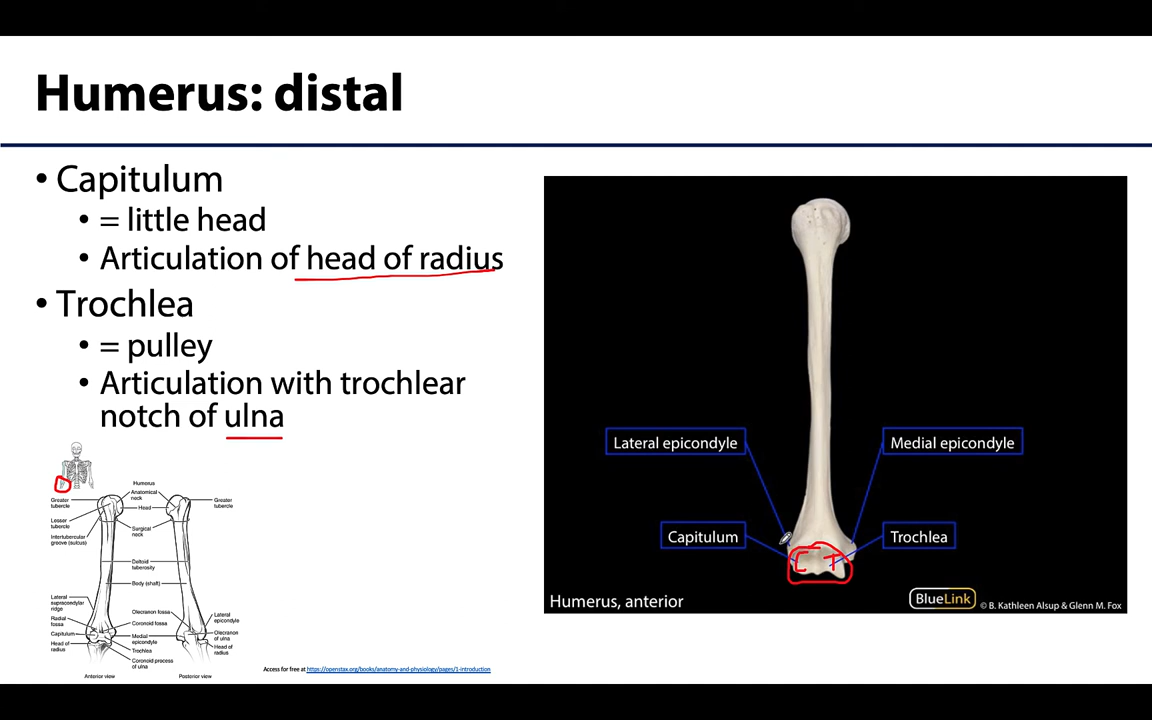 Humerus: distal
• Capitulum
• = little head
• Articulation of head of radius
• Trochlea
• = pulley
• Articulation with trochlear
notch of ulna
Lateral epicondyle
Medial epicondyle
Capitulum
Trochlea
C T
Humerus, anterior
BlueLink
© B. Kathleen Alsup & Glenn M. Fox
Humerus
Greater
tubercle
Lesser
tubercle
Intertubercular
groove (sulcus)
Anatomical
neck
Head
Surgical
neck
Greater
tubercle
Deltoid
tuberosity
Body (shaft)
Lateral
supracondylar
ridge
Radial
fossa
Capitulum
Head of
radius
Olecranon fossa
Coronoid fossa
Medial
epicondyle
Trochlea
Coronoid process
of ulna
Lateral
epicondyle
Olecranon
of ulna
Head of
radius
Anterior view
Posterior view
Access for free at https://openstax.org/books/anatomy-and-physiology/pages/1-introduction